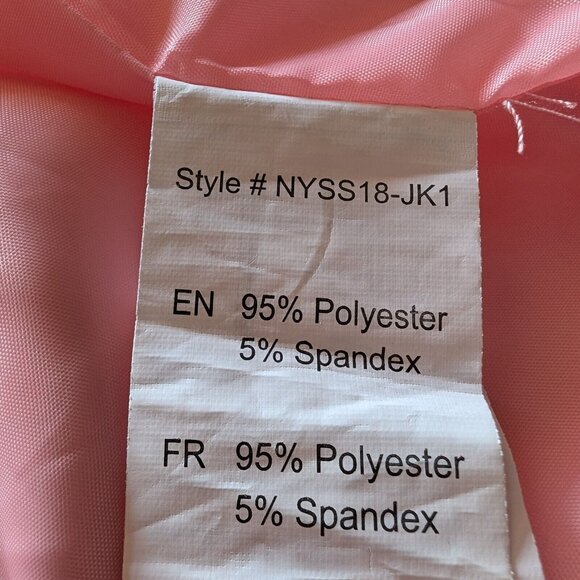 Style # NYSS18-JK1
EN 95% Polyester
5% Spandex
FR 95% Polyester
5% Spandex